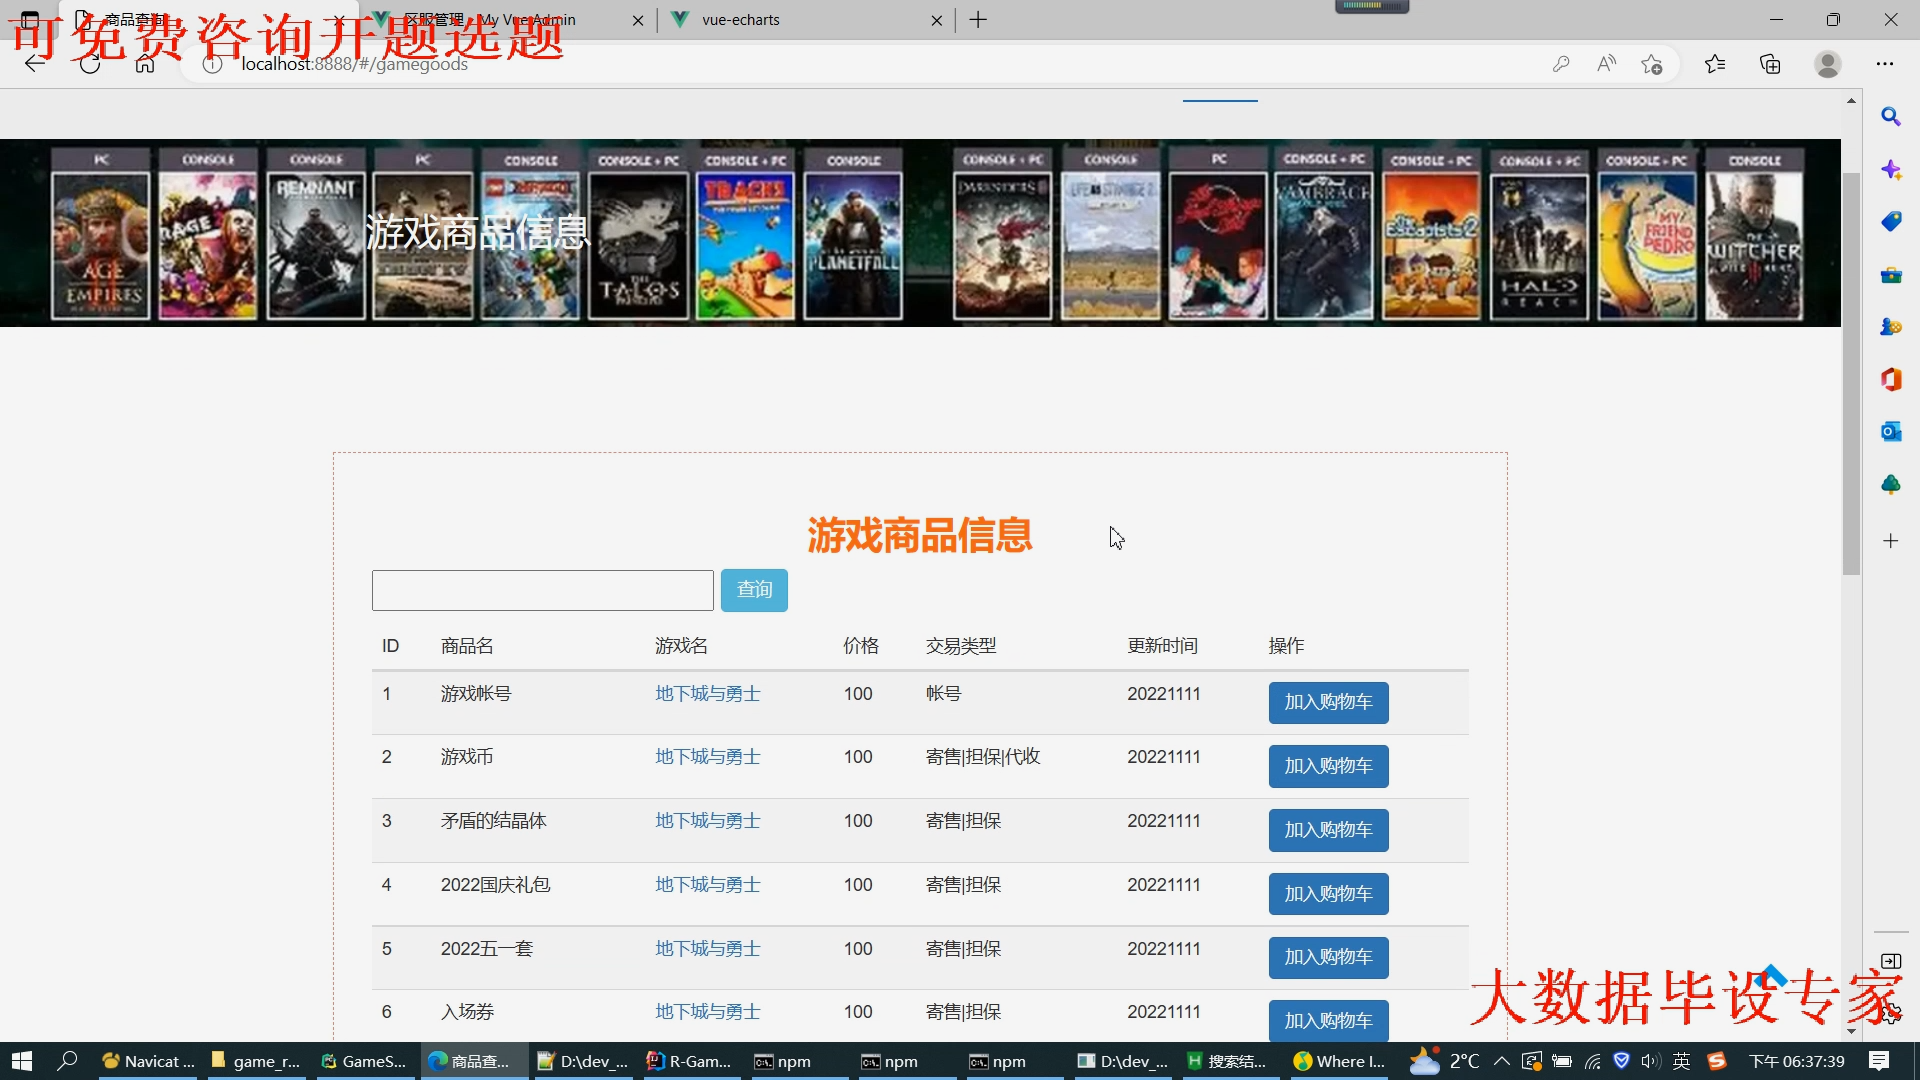 商品查询
区服管理 - My Vue Admin
vue-echarts
可免费咨询开题选题
localhost:8888/#/gamegoods
PC CONSOLE CONSOLE PC CONSOLE CONSOLE + PC CONSOLE + PC CONSOLE CONSOLE + PC CONSOLE PC CONSOLE + PC CONSOLE + PC CONSOLE + PC CONSOLE + PC CONSOLE
AGE EMPIRES
RAGE
REMNANT
TALOS
PLANETFALL
DARKSIDERS
LIFE IS STRANGE 2
The Escapists 2
HALO REACH
MY FRIEND PEDRO
THE WITCHER
游戏商品信息
游戏商品信息
查询
ID 商品名 游戏名 价格 交易类型 更新时间 操作
1 游戏帐号 地下城与勇士 100 帐号 20221111 加入购物车
2 游戏币 地下城与勇士 100 寄售|担保|代收 20221111 加入购物车
3 矛盾的结晶体 地下城与勇士 100 寄售|担保 20221111 加入购物车
4 2022国庆礼包 地下城与勇士 100 寄售|担保 20221111 加入购物车
5 2022五一套 地下城与勇士 100 寄售|担保 20221111 加入购物车
6 入场券 地下城与勇士 100 寄售|担保 20221111 加入购物车
大数据毕设专家
Navicat ... game_r... GameS... 商品查... D:\dev_... R-Gam... npm npm npm D:\dev_... 搜索结... Where I... 2°C 英 下午 06:37:39